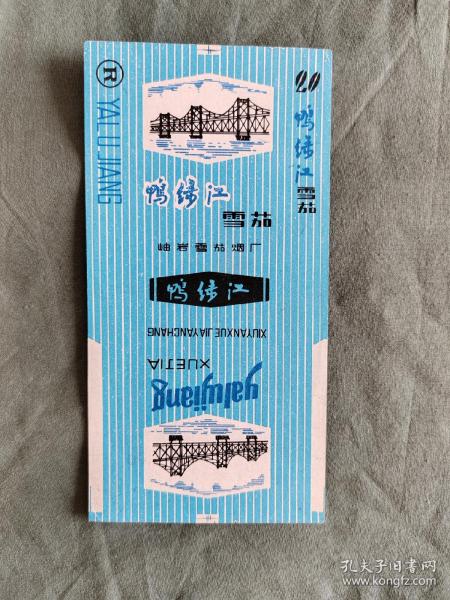 ® YALUJIANG
鸭绿江
雪茄
岫岩雪茄烟厂
鸭绿江
XIUYANXUEJIAYANCHANG
XUETJA
yalujiang
20
鸭绿江
雪茄
孔夫子旧书网
www.kongfz.com